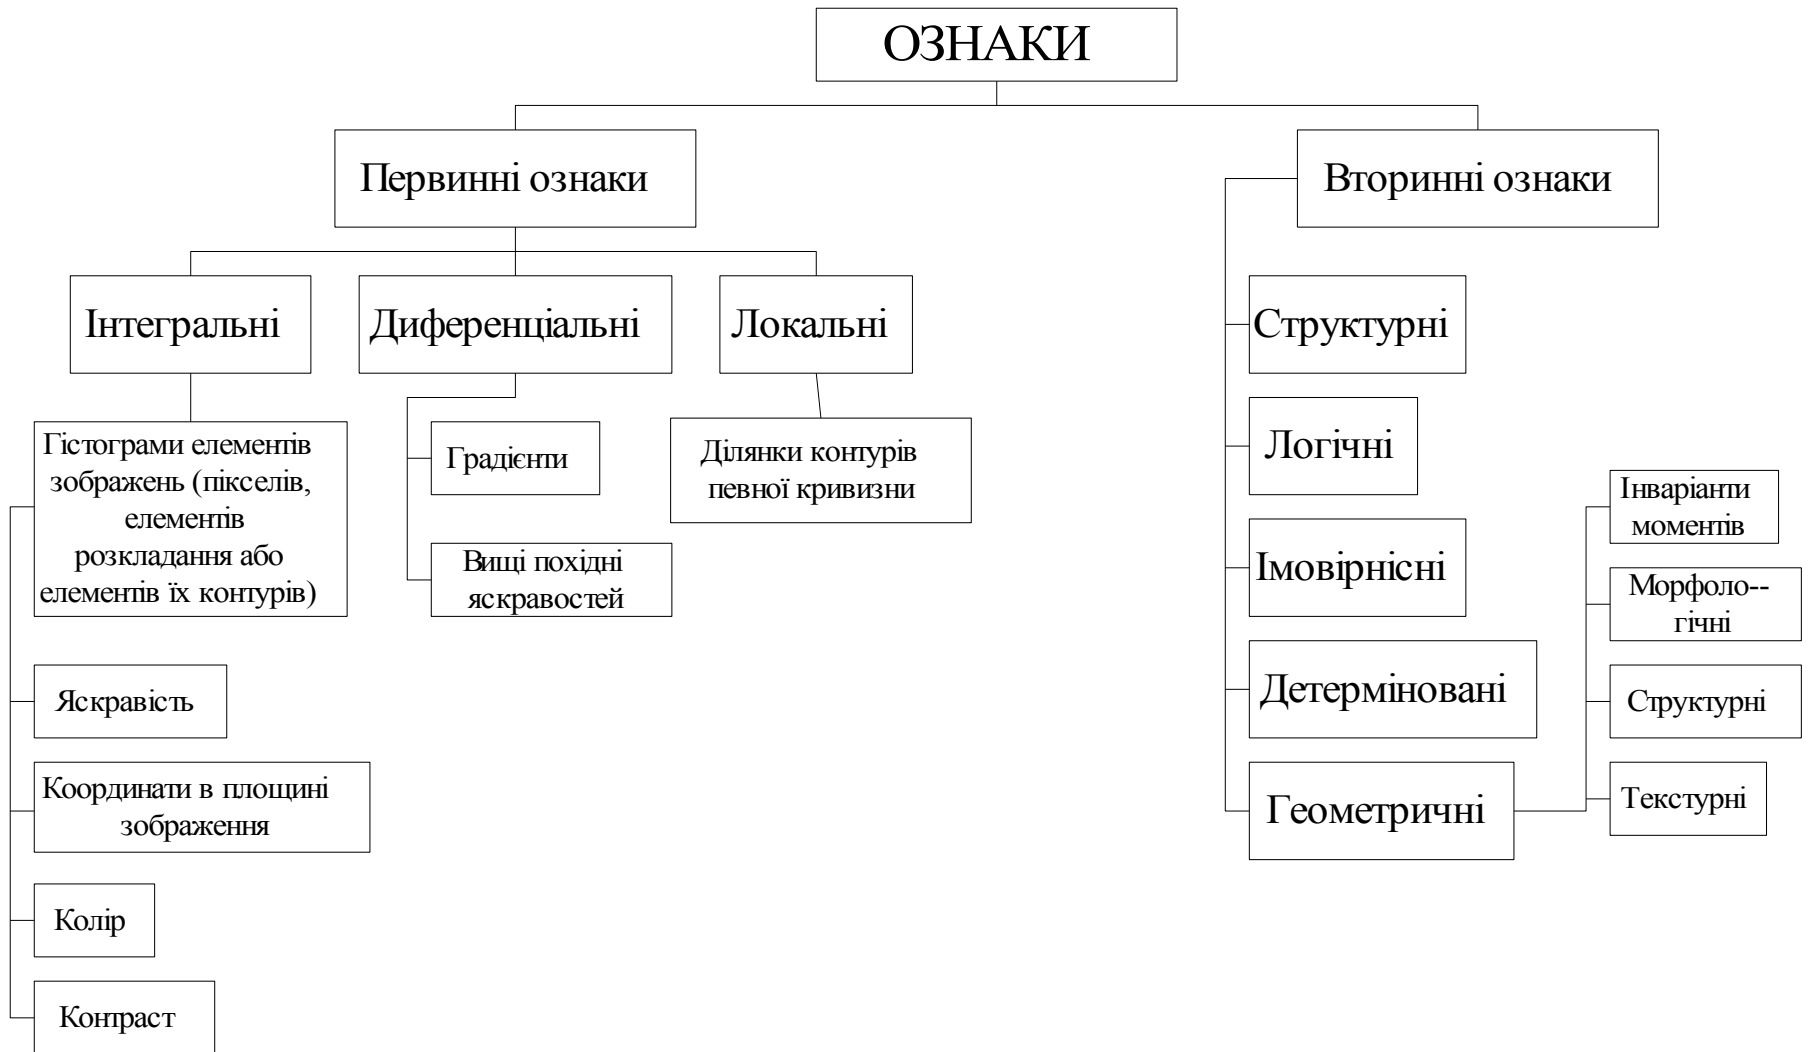 ОЗНАКИ
Первинні ознаки
Вторинні ознаки
Інтегральні
Диференціальні
Локальні
Гістограми елементів
зображень (пікселів,
елементів
розкладання або
елементів їх контурів)
Яскравість
Координати в площині
зображення
Колір
Контраст
Градієнти
Вищі похідні
яскравостей
Ділянки контурів
певної кривизни
Структурні
Логічні
Імовірнісні
Детерміновані
Геометричні
Інваріанти
моментів
Морфоло--
гічні
Структурні
Текстурні